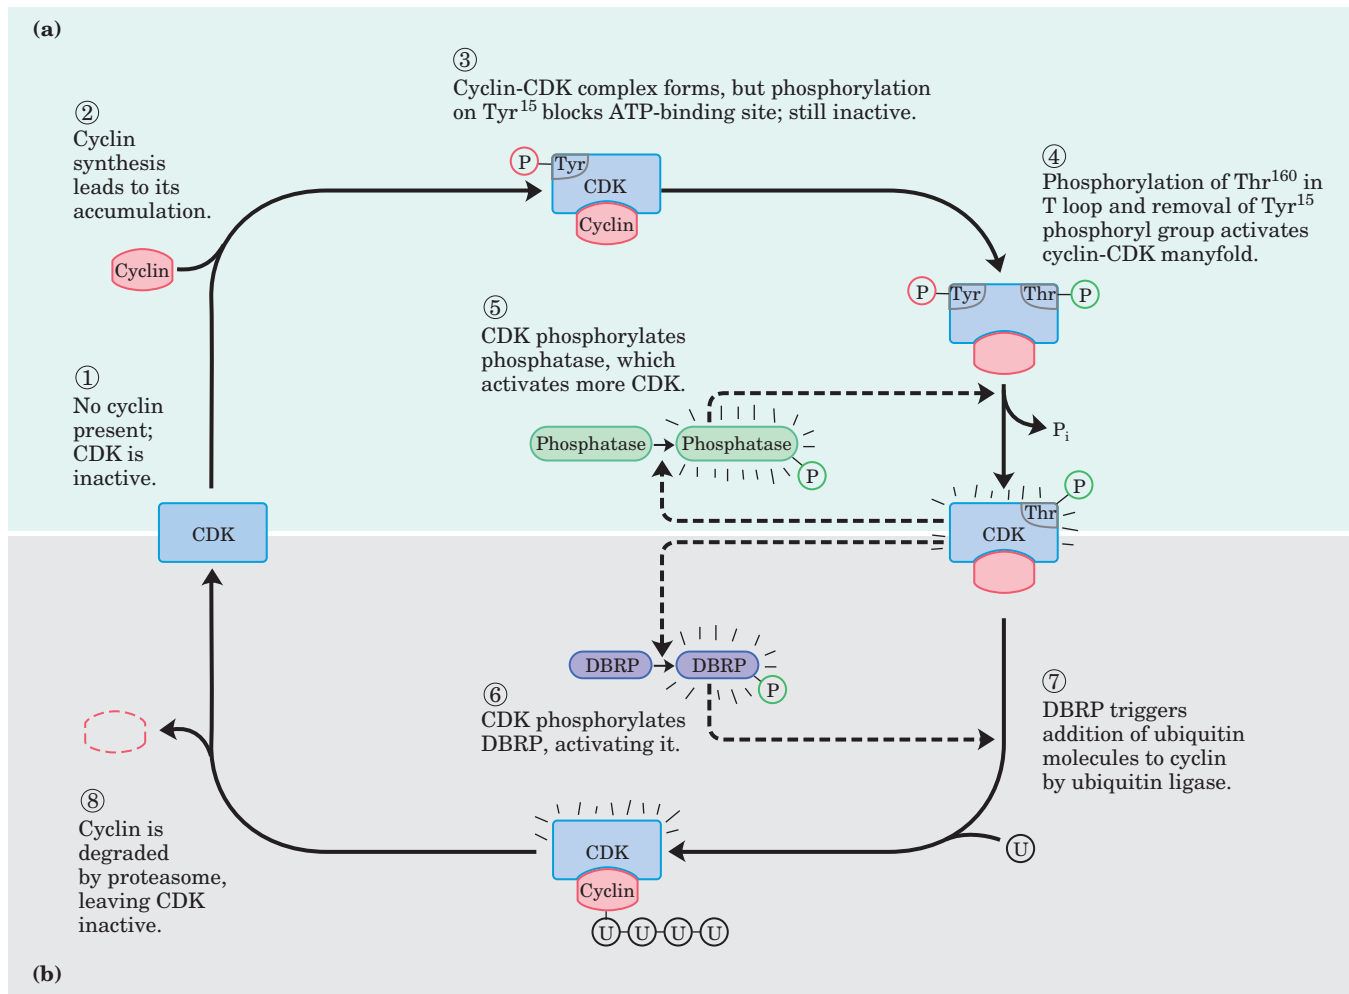 (a)
③
Cyclin-CDK complex forms, but phosphorylation
on Tyr15 blocks ATP-binding site; still inactive.
②
Cyclin
synthesis
leads to its
accumulation.
Cyclin
P
Tyr
CDK
Cyclin
④
Phosphorylation of Thr160 in
T loop and removal of Tyr15
phosphoryl group activates
cyclin-CDK manyfold.
P
Tyr
Thr
P
⑤
CDK phosphorylates
phosphatase, which
activates more CDK.
①
No cyclin
present;
CDK is
inactive.
Phosphatase
Phosphatase
P
Pi
P
Thr
CDK
CDK
DBRP
DBRP
P
⑥
CDK phosphorylates
DBRP, activating it.
⑦
DBRP triggers
addition of ubiquitin
molecules to cyclin
by ubiquitin ligase.
⑧
Cyclin is
degraded
by proteasome,
leaving CDK
inactive.
CDK
Cyclin
U
U U U U
(b)